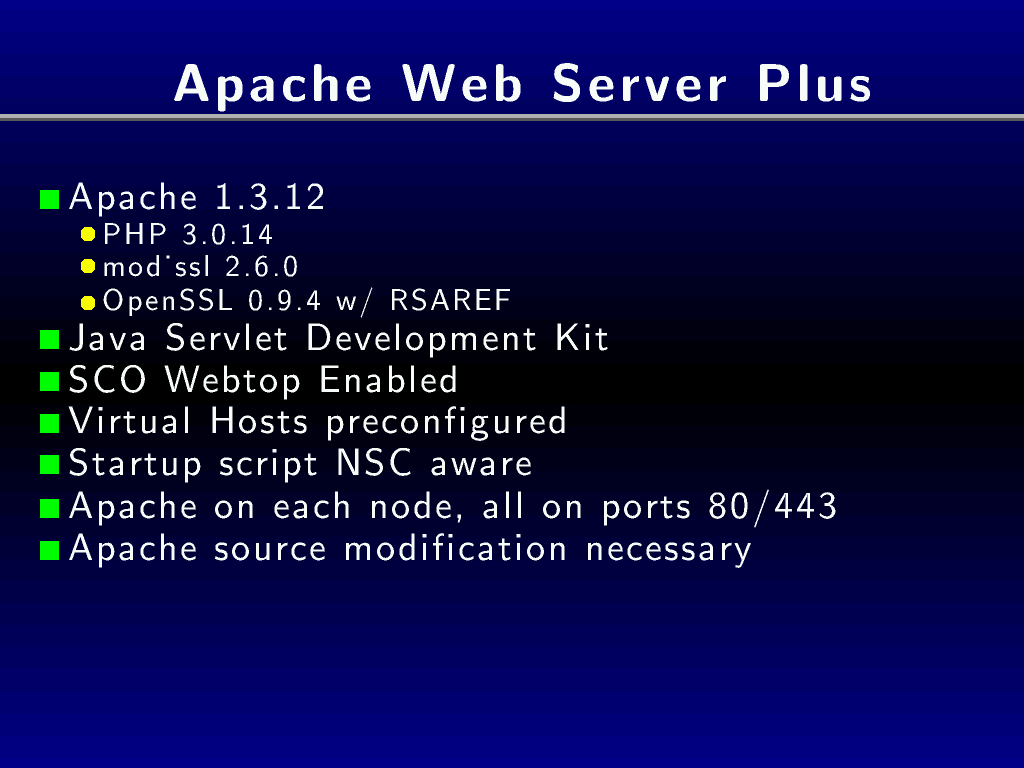 Apache Web Server Plus
Apache 1.3.12
PHP 3.0.14
mod˙ssl 2.6.0
OpenSSL 0.9.4 w/ RSAREF
Java Servlet Development Kit
SCO Webtop Enabled
Virtual Hosts preconfigured
Startup script NSC aware
Apache on each node, all on ports 80/443
Apache source modification necessary